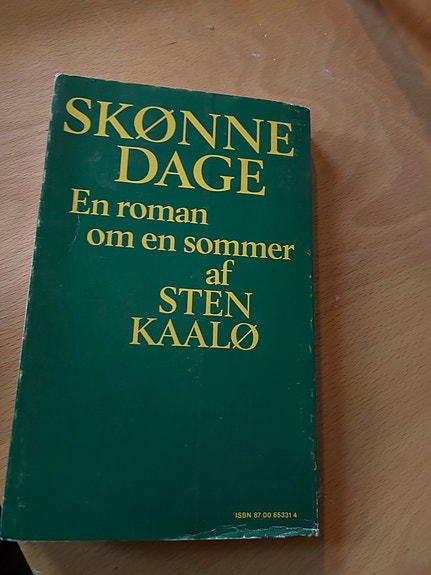 SKØNNE
DAGE
En roman
om en sommer
af
STEN
KAALØ
ISBN 87 00 65331 4